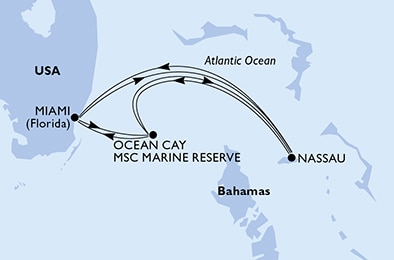 Atlantic Ocean
USA
MIAMI
(Florida)
OCEAN CAY
MSC MARINE RESERVE
NASSAU
Bahamas